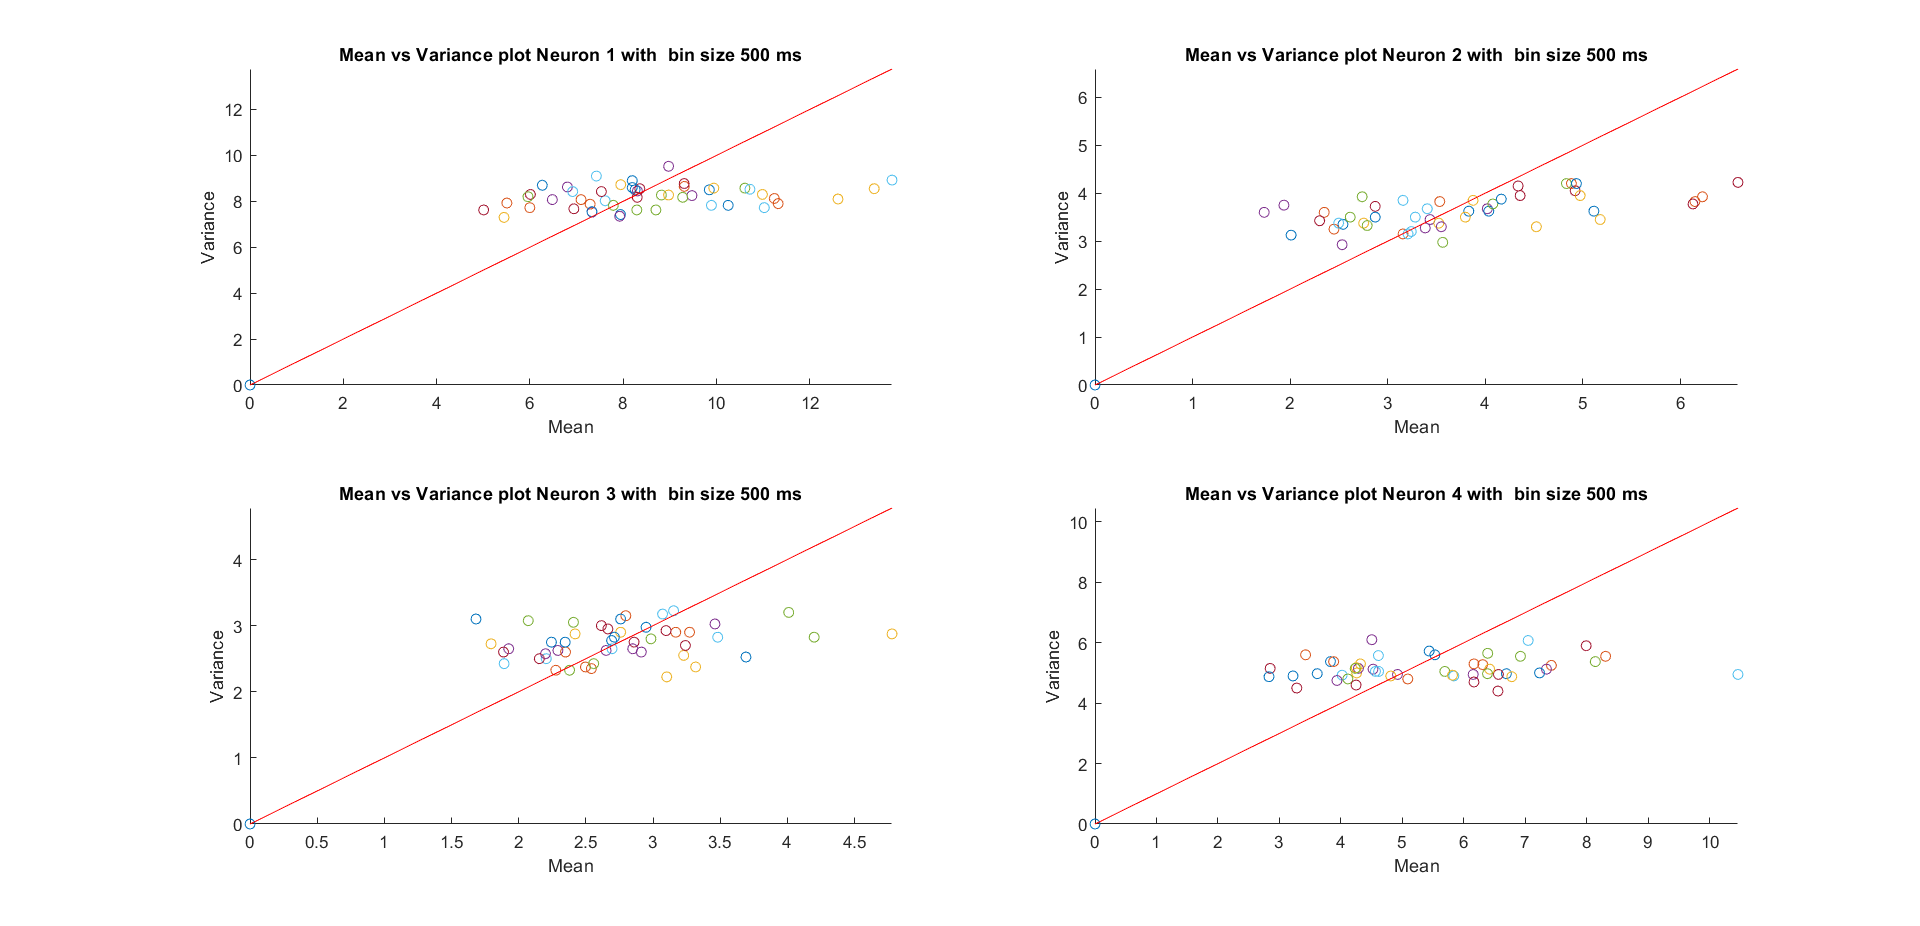 Mean vs Variance plot Neuron 1 with  bin size 500 ms
Variance
12
10
8
6
4
2
0
0 2 4 6 8 10 12
Mean
Mean vs Variance plot Neuron 2 with  bin size 500 ms
Variance
6
5
4
3
2
1
0
0 1 2 3 4 5 6
Mean
Mean vs Variance plot Neuron 3 with  bin size 500 ms
Variance
4
3
2
1
0
0 0.5 1 1.5 2 2.5 3 3.5 4 4.5
Mean
Mean vs Variance plot Neuron 4 with  bin size 500 ms
Variance
10
8
6
4
2
0
0 1 2 3 4 5 6 7 8 9 10
Mean